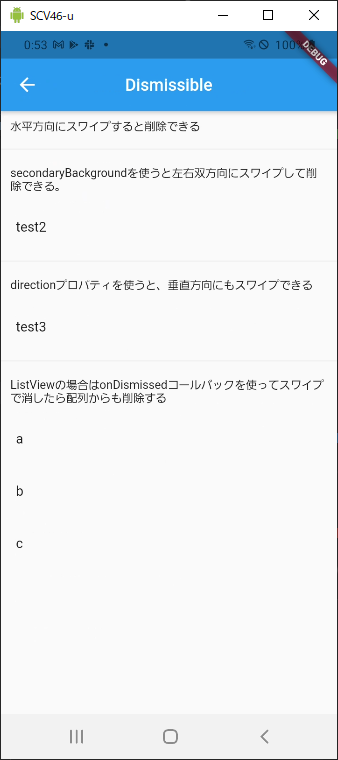 SCV46-u
0:53 100%
DEBUG
Dismissible
水平方向にスワイプすると削除できる
secondaryBackgroundを使うと左右双方向にスワイプして削
除できる。
test2
directionプロパティを使うと、垂直方向にもスワイプできる
test3
ListViewの場合はonDismissedコールバックを使ってスワイプ
で消したら配列からも削除する
a
b
c